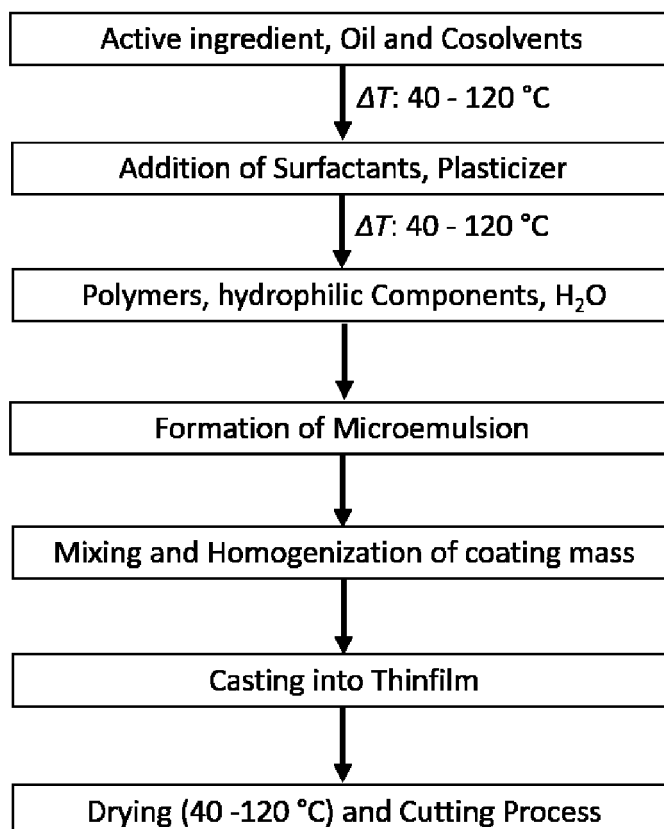 Active ingredient, Oil and Cosolvents
ΔT: 40 - 120 °C
Addition of Surfactants, Plasticizer
ΔT: 40 - 120 °C
Polymers, hydrophilic Components, H₂O
Formation of Microemulsion
Mixing and Homogenization of coating mass
Casting into Thinfilm
Drying (40 -120 °C) and Cutting Process